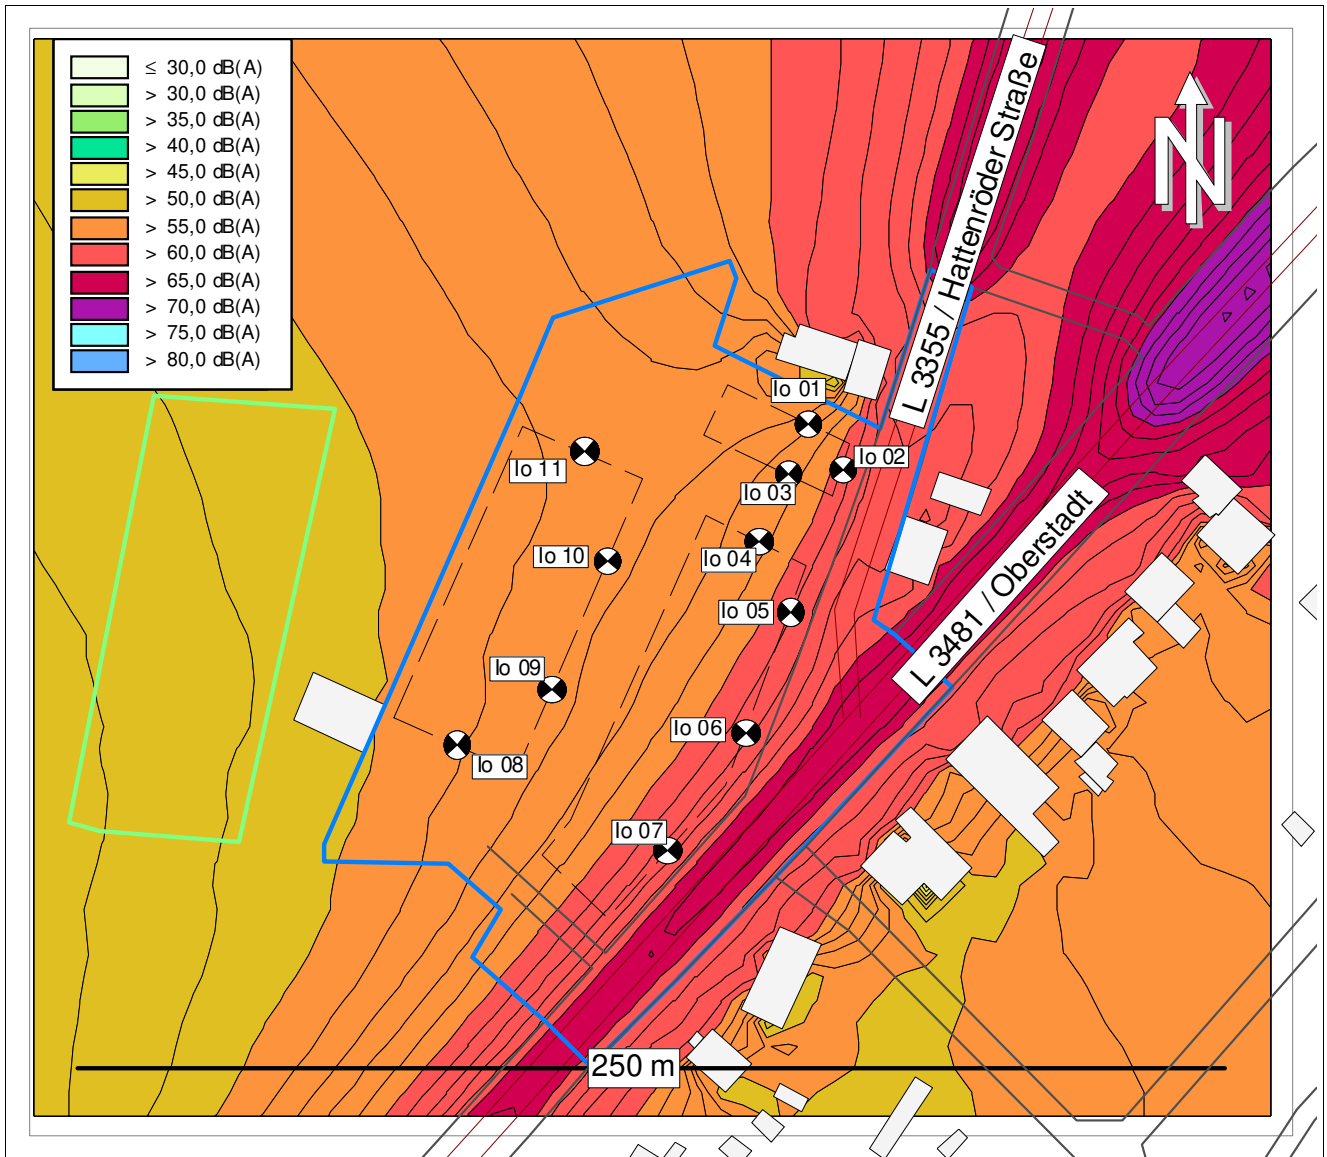 ≤ 30,0 dB(A)
> 30,0 dB(A)
> 35,0 dB(A)
> 40,0 dB(A)
> 45,0 dB(A)
> 50,0 dB(A)
> 55,0 dB(A)
> 60,0 dB(A)
> 65,0 dB(A)
> 70,0 dB(A)
> 75,0 dB(A)
> 80,0 dB(A)
N
L 3355 / Hattenröder Straße
Io 01
Io 02
Io 11
Io 03
Io 10
Io 04
L 3481 / Oberstadt
Io 05
Io 09
Io 06
Io 08
Io 07
250 m